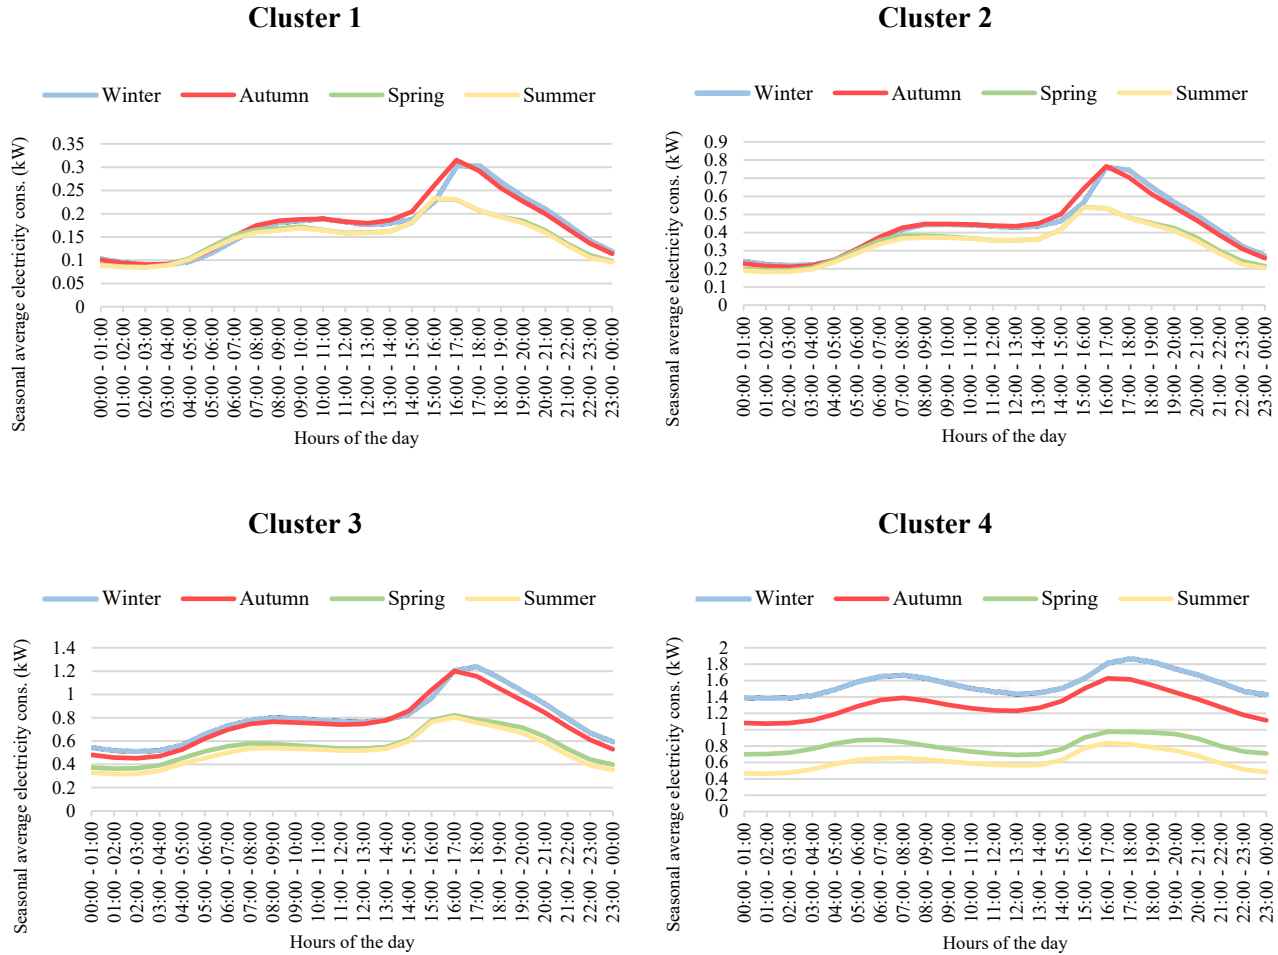 Cluster 1
Winter Autumn Spring Summer
Seasonal average electricity cons. (kW)
0.35
0.3
0.25
0.2
0.15
0.1
0.05
0
00:00 - 01:00
01:00 - 02:00
02:00 - 03:00
03:00 - 04:00
04:00 - 05:00
05:00 - 06:00
06:00 - 07:00
07:00 - 08:00
08:00 - 09:00
09:00 - 10:00
10:00 - 11:00
11:00 - 12:00
12:00 - 13:00
13:00 - 14:00
14:00 - 15:00
15:00 - 16:00
16:00 - 17:00
17:00 - 18:00
18:00 - 19:00
19:00 - 20:00
20:00 - 21:00
21:00 - 22:00
22:00 - 23:00
23:00 - 00:00
Hours of the day
Cluster 2
Winter Autumn Spring Summer
Seasonal average electricity cons. (kW)
0.9
0.8
0.7
0.6
0.5
0.4
0.3
0.2
0.1
0
00:00 - 01:00
01:00 - 02:00
02:00 - 03:00
03:00 - 04:00
04:00 - 05:00
05:00 - 06:00
06:00 - 07:00
07:00 - 08:00
08:00 - 09:00
09:00 - 10:00
10:00 - 11:00
11:00 - 12:00
12:00 - 13:00
13:00 - 14:00
14:00 - 15:00
15:00 - 16:00
16:00 - 17:00
17:00 - 18:00
18:00 - 19:00
19:00 - 20:00
20:00 - 21:00
21:00 - 22:00
22:00 - 23:00
23:00 - 00:00
Hours of the day
Cluster 3
Winter Autumn Spring Summer
Seasonal average electricity cons. (kW)
1.4
1.2
1
0.8
0.6
0.4
0.2
0
00:00 - 01:00
01:00 - 02:00
02:00 - 03:00
03:00 - 04:00
04:00 - 05:00
05:00 - 06:00
06:00 - 07:00
07:00 - 08:00
08:00 - 09:00
09:00 - 10:00
10:00 - 11:00
11:00 - 12:00
12:00 - 13:00
13:00 - 14:00
14:00 - 15:00
15:00 - 16:00
16:00 - 17:00
17:00 - 18:00
18:00 - 19:00
19:00 - 20:00
20:00 - 21:00
21:00 - 22:00
22:00 - 23:00
23:00 - 00:00
Hours of the day
Cluster 4
Winter Autumn Spring Summer
Seasonal average electricity cons. (kW)
2
1.8
1.6
1.4
1.2
1
0.8
0.6
0.4
0.2
0
00:00 - 01:00
01:00 - 02:00
02:00 - 03:00
03:00 - 04:00
04:00 - 05:00
05:00 - 06:00
06:00 - 07:00
07:00 - 08:00
08:00 - 09:00
09:00 - 10:00
10:00 - 11:00
11:00 - 12:00
12:00 - 13:00
13:00 - 14:00
14:00 - 15:00
15:00 - 16:00
16:00 - 17:00
17:00 - 18:00
18:00 - 19:00
19:00 - 20:00
20:00 - 21:00
21:00 - 22:00
22:00 - 23:00
23:00 - 00:00
Hours of the day